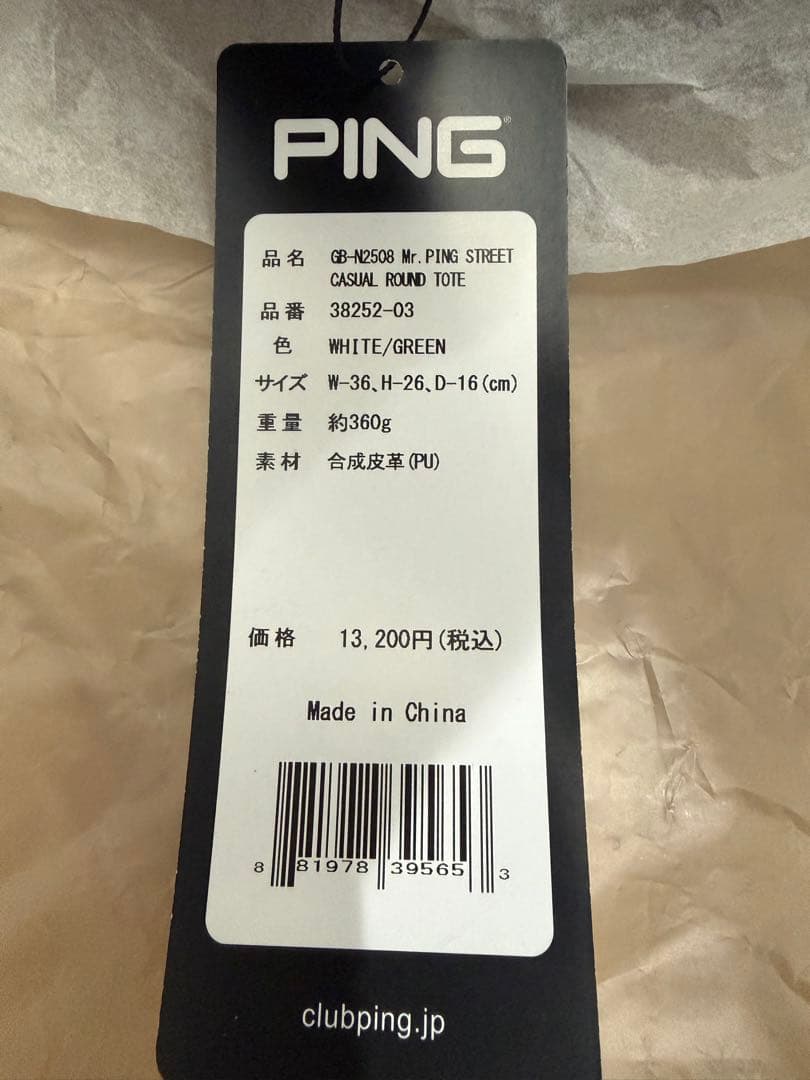 PING®
品名 GB-N2508 Mr.PING STREET
CASUAL ROUND TOTE
品番 38252-03
色 WHITE/GREEN
サイズ W-36、H-26、D-16(cm)
重量 約360g
素材 合成皮革(PU)
価格 13,200円(税込)
Made in China
8 81978 39565 3
clubping.jp